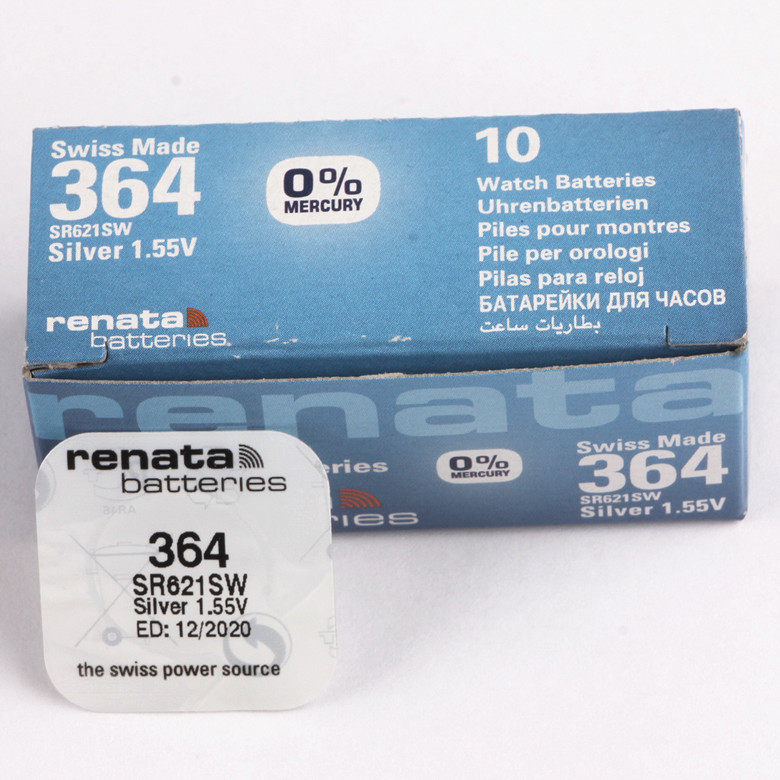 Swiss Made
364
SR621SW
Silver 1.55V
0%
MERCURY
renata
batteries
10
Watch Batteries
Uhrenbatterien
Piles pour montres
Pile per orologi
Pilas para reloj
БАТАРЕЙКИ ДЛЯ ЧАСОВ
بطاريات ساعت
renata
0%
MERCURY
Swiss Made
364
SR621SW
Silver 1.55V
renata
batteries
364
SR621SW
Silver 1.55V
ED: 12/2020
the swiss power source